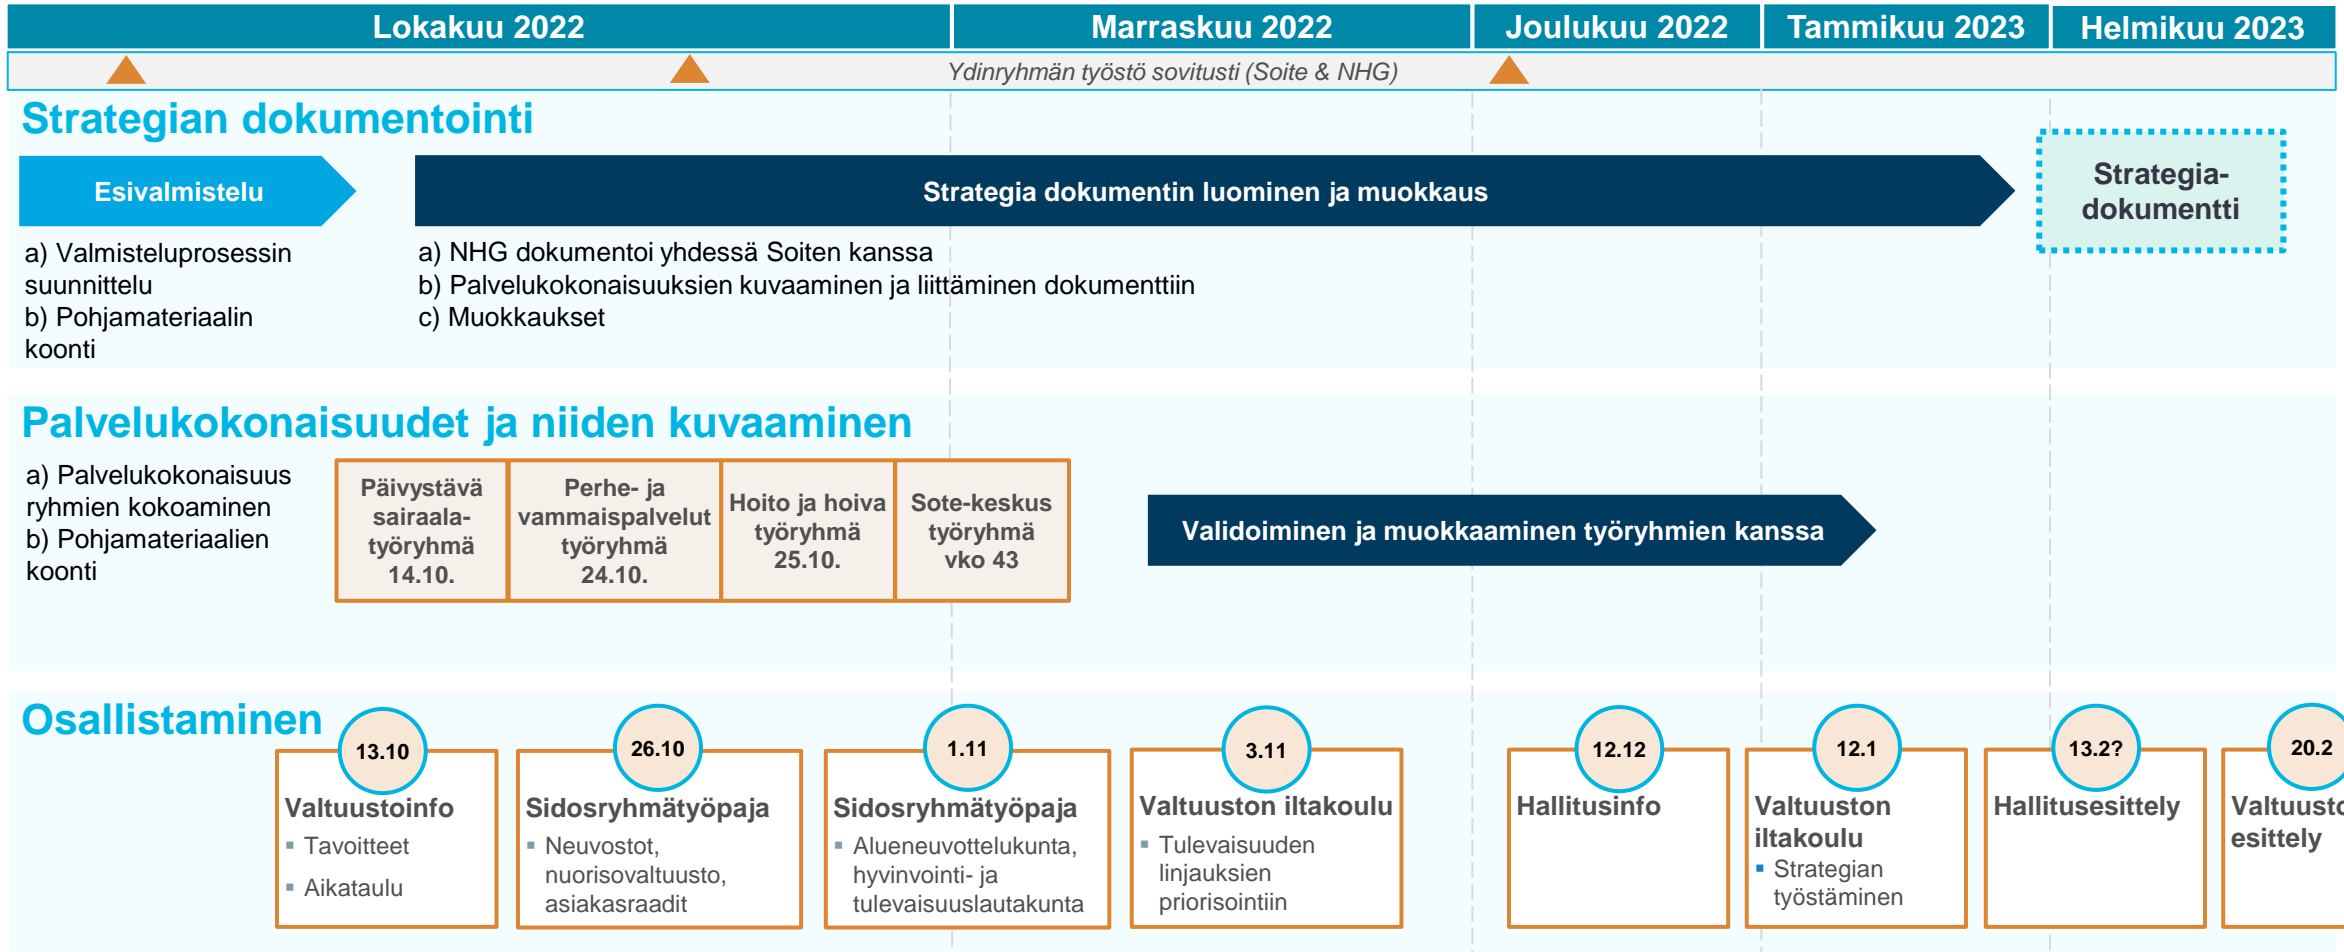 Lokakuu 2022
Marraskuu 2022
Joulukuu 2022
Tammikuu 2023
Helmikuu 2023
Ydinryhmän työstö sovitusti (Soite & NHG)
Strategian dokumentointi
Esivalmistelu
Strategia dokumentin luominen ja muokkaus
Strategia-
dokumentti
a) Valmisteluprosessin
suunnittelu
b) Pohjamateriaalin
koonti
a) NHG dokumentoi yhdessä Soiten kanssa
b) Palvelukokonaisuuksien kuvaaminen ja liittäminen dokumenttiin
c) Muokkaukset
Palvelukokonaisuudet ja niiden kuvaaminen
a) Palvelukokonaisuus
ryhmien kokoaminen
b) Pohjamateriaalien
koonti
Päivystävä
sairaala-
työryhmä
14.10.
Perhe- ja
vammaispalvelut
työryhmä
24.10.
Hoito ja hoiva
työryhmä
25.10.
Sote-keskus
työryhmä
vko 43
Validoiminen ja muokkaaminen työryhmien kanssa
Osallistaminen
13.10
Valtuustoinfo
▪ Tavoitteet
▪ Aikataulu
26.10
Sidosryhmätyöpaja
▪ Neuvostot,
nuorisovaltuusto,
asiakasraadit
1.11
Sidosryhmätyöpaja
▪ Alueneuvottelukunta,
hyvinvointi- ja
tulevaisuuslautakunta
3.11
Valtuuston iltakoulu
▪ Tulevaisuuden
linjauksien
priorisointiin
12.12
Hallitusinfo
12.1
Valtuuston
iltakoulu
▪ Strategian
työstäminen
13.2?
Hallitusesittely
20.2
Valtuusto
esittely